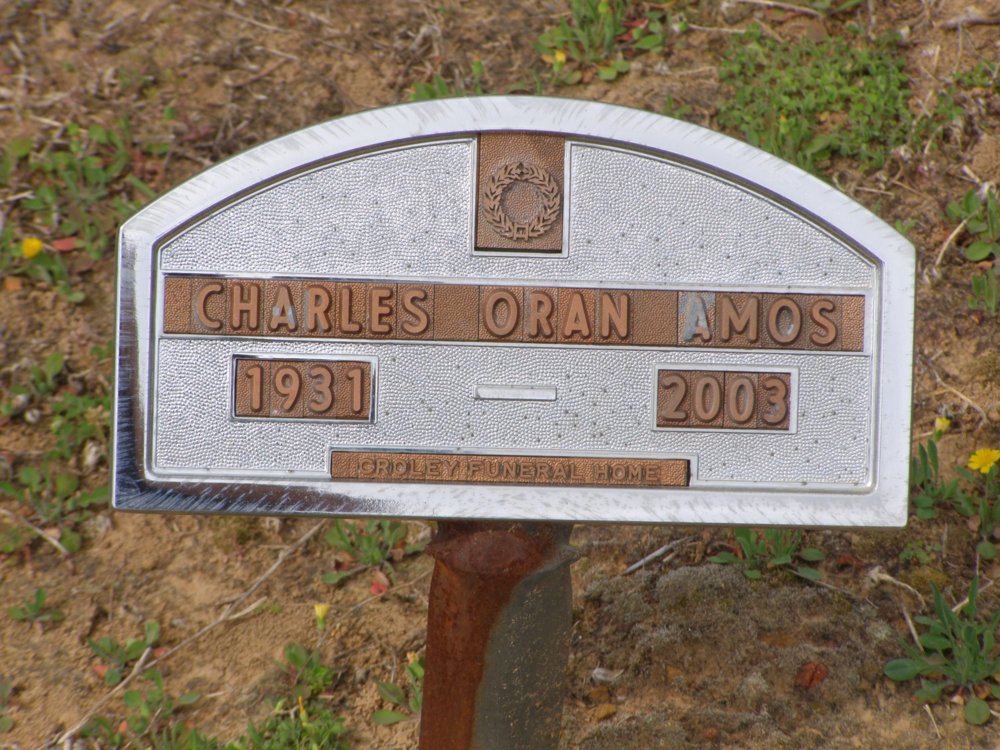 CHARLES ORAN AMOS
1931 – 2003
CROLEY FUNERAL HOME